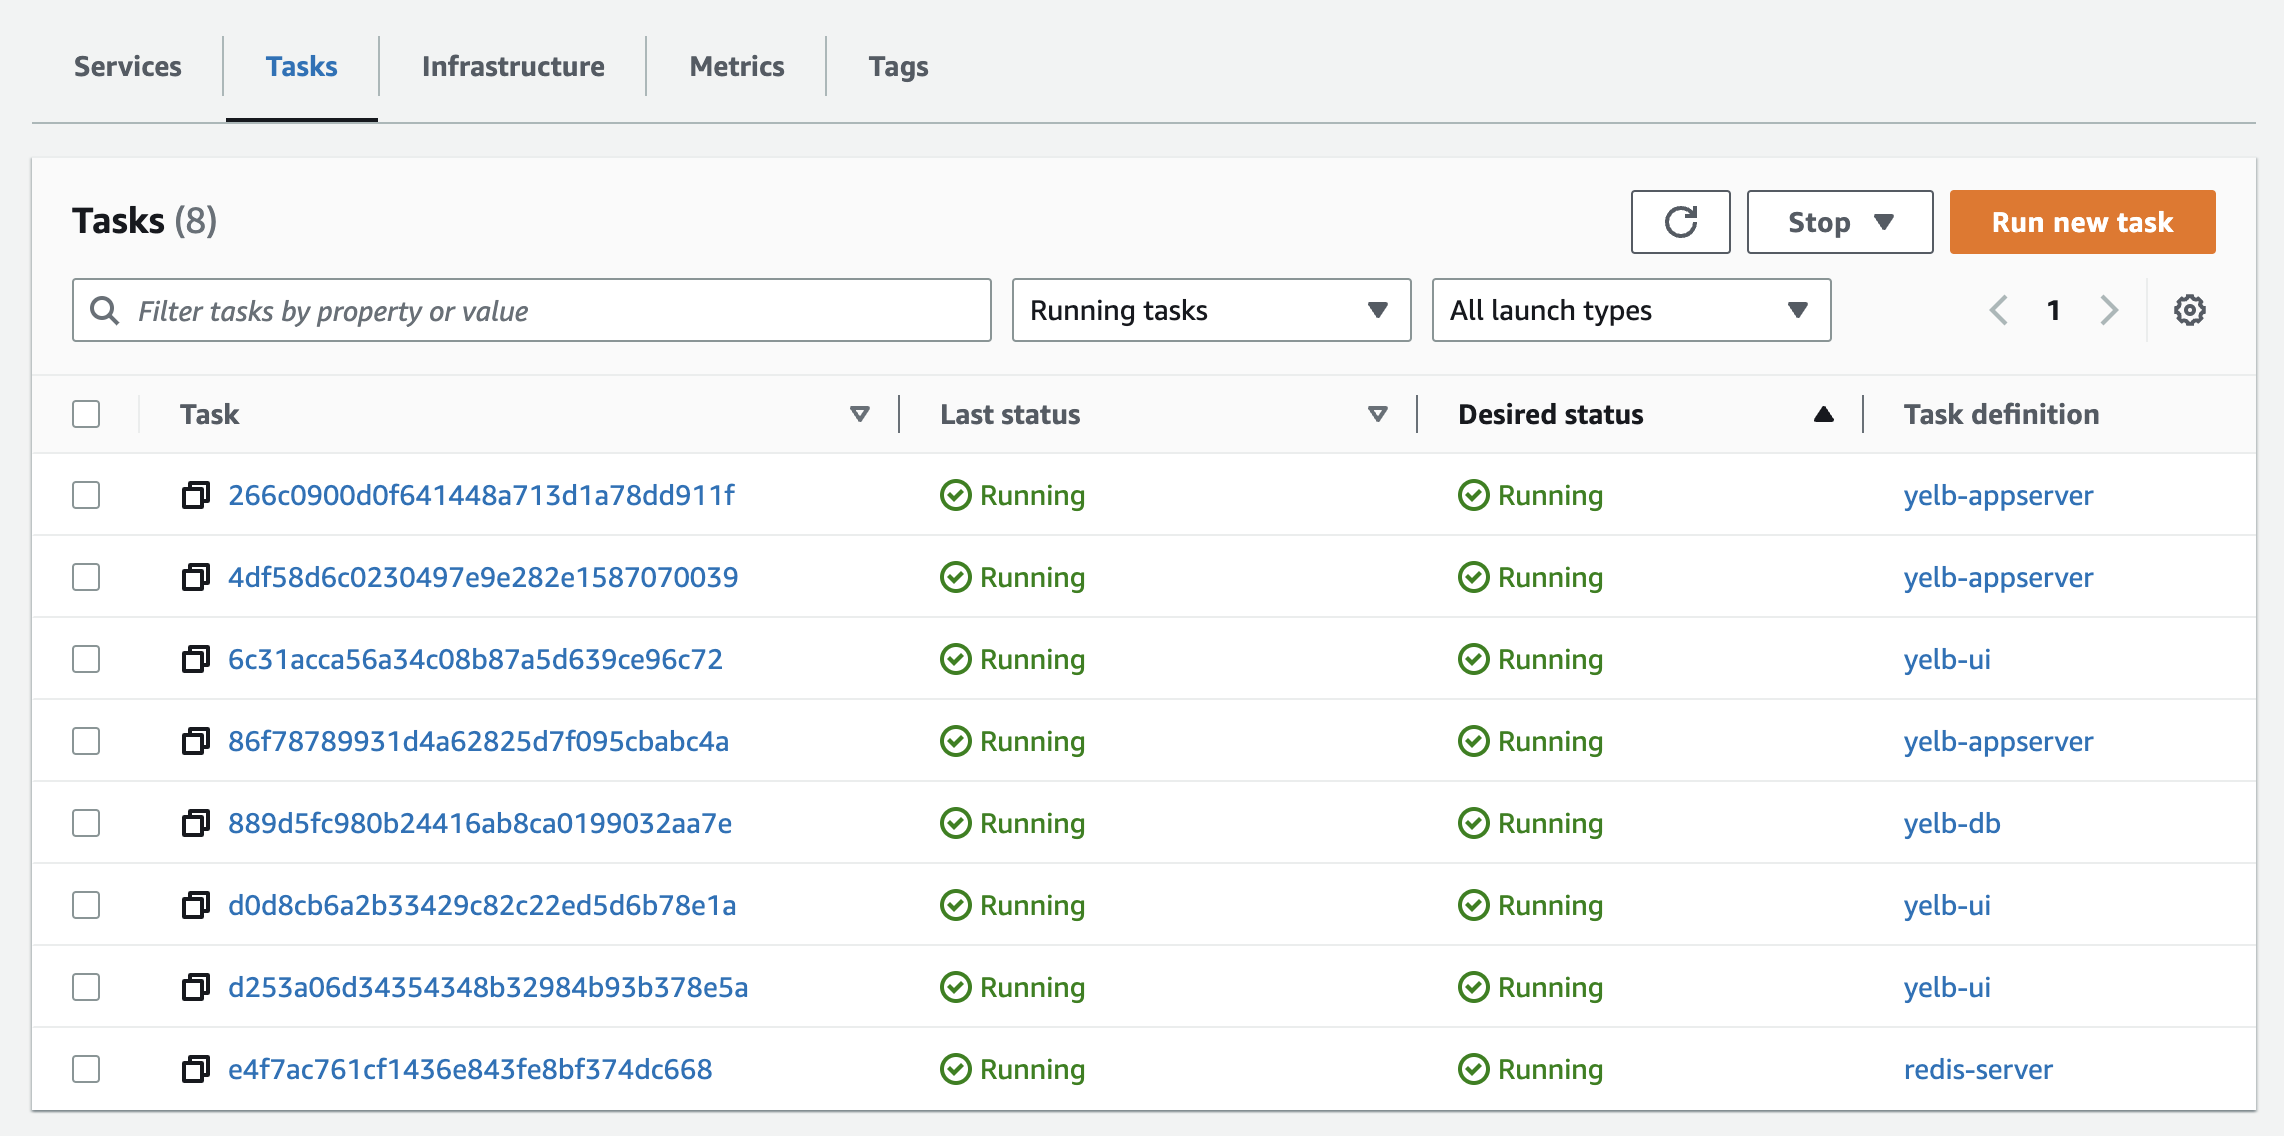 Services Tasks Infrastructure Metrics Tags
Tasks (8) Stop Run new task
Filter tasks by property or value Running tasks All launch types 1
Task Last status Desired status Task definition
266c0900d0f641448a713d1a78dd911f Running Running yelb-appserver
4df58d6c0230497e9e282e1587070039 Running Running yelb-appserver
6c31acca56a34c08b87a5d639ce96c72 Running Running yelb-ui
86f78789931d4a62825d7f095cbabc4a Running Running yelb-appserver
889d5fc980b24416ab8ca0199032aa7e Running Running yelb-db
d0d8cb6a2b33429c82c22ed5d6b78e1a Running Running yelb-ui
d253a06d34354348b32984b93b378e5a Running Running yelb-ui
e4f7ac761cf1436e843fe8bf374dc668 Running Running redis-server